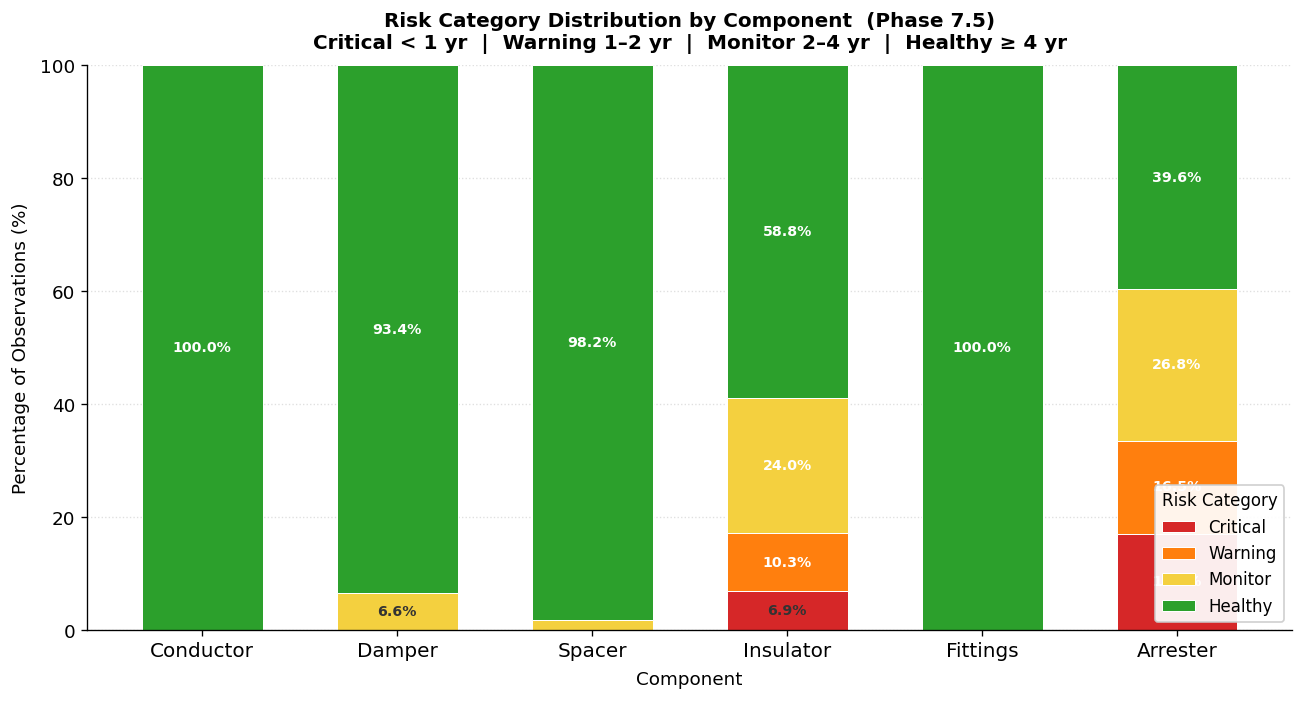 Risk Category Distribution by Component (Phase 7.5)
Critical < 1 yr | Warning 1–2 yr | Monitor 2–4 yr | Healthy ≥ 4 yr
Percentage of Observations (%)
100
80
60
40
20
0
100.0%
93.4%
6.6%
98.2%
58.8%
24.0%
10.3%
6.9%
100.0%
39.6%
26.8%
Risk Category
Critical
Warning
Monitor
Healthy
Conductor
Damper
Spacer
Insulator
Fittings
Arrester
Component